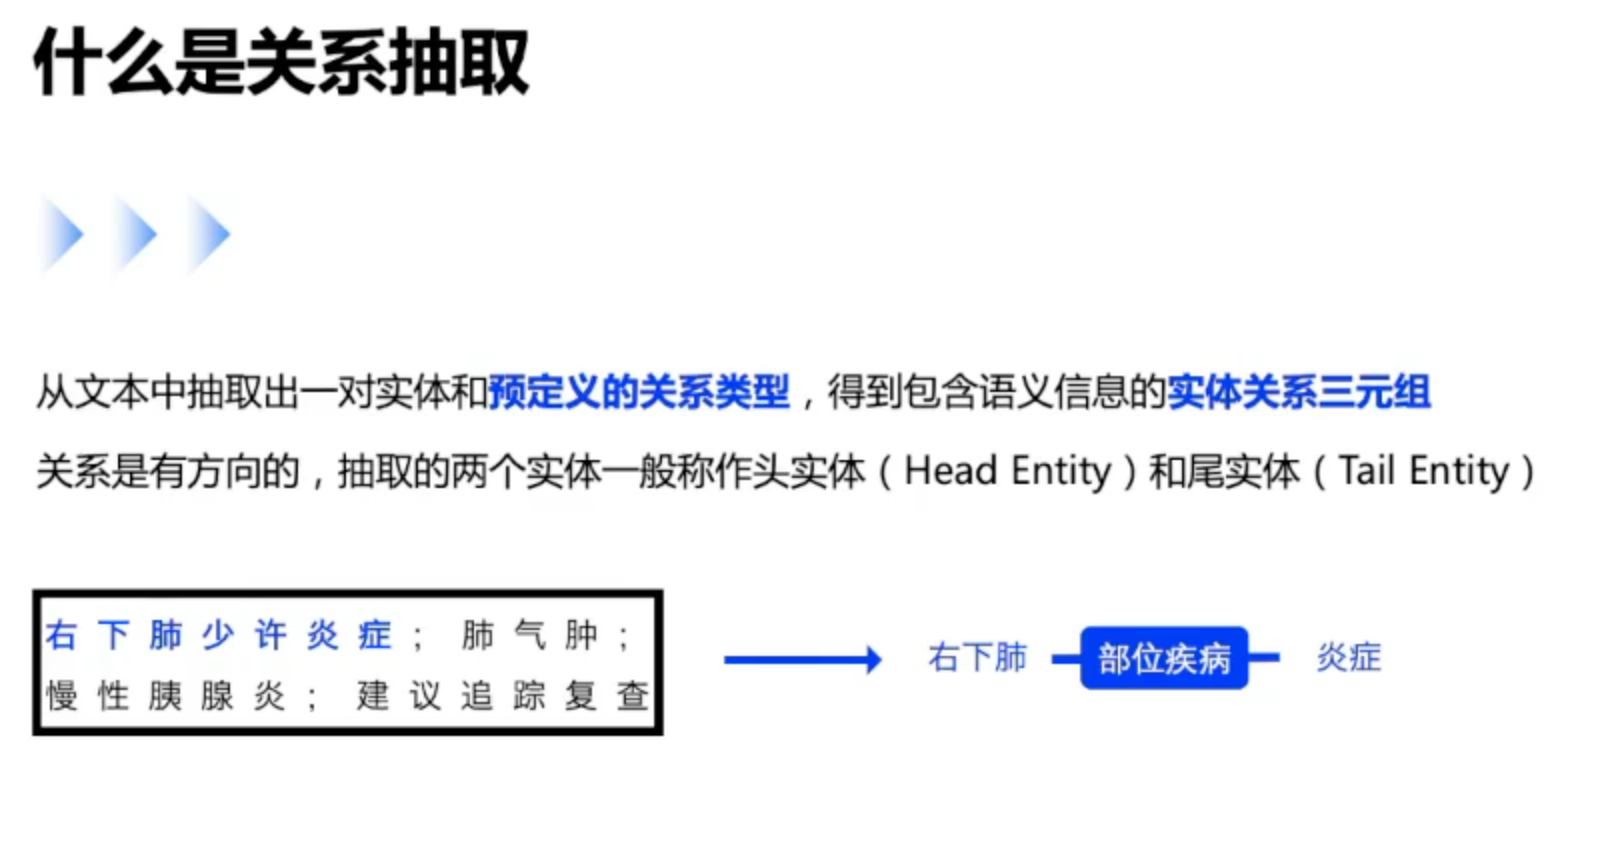 什么是关系抽取
从文本中抽取出一对实体和预定义的关系类型，得到包含语义信息的实体关系三元组
关系是有方向的，抽取的两个实体一般称作头实体（Head Entity）和尾实体（Tail Entity）
右下肺少许炎症；肺气肿；
慢性胰腺炎；建议追踪复查
右下肺 部位疾病 炎症